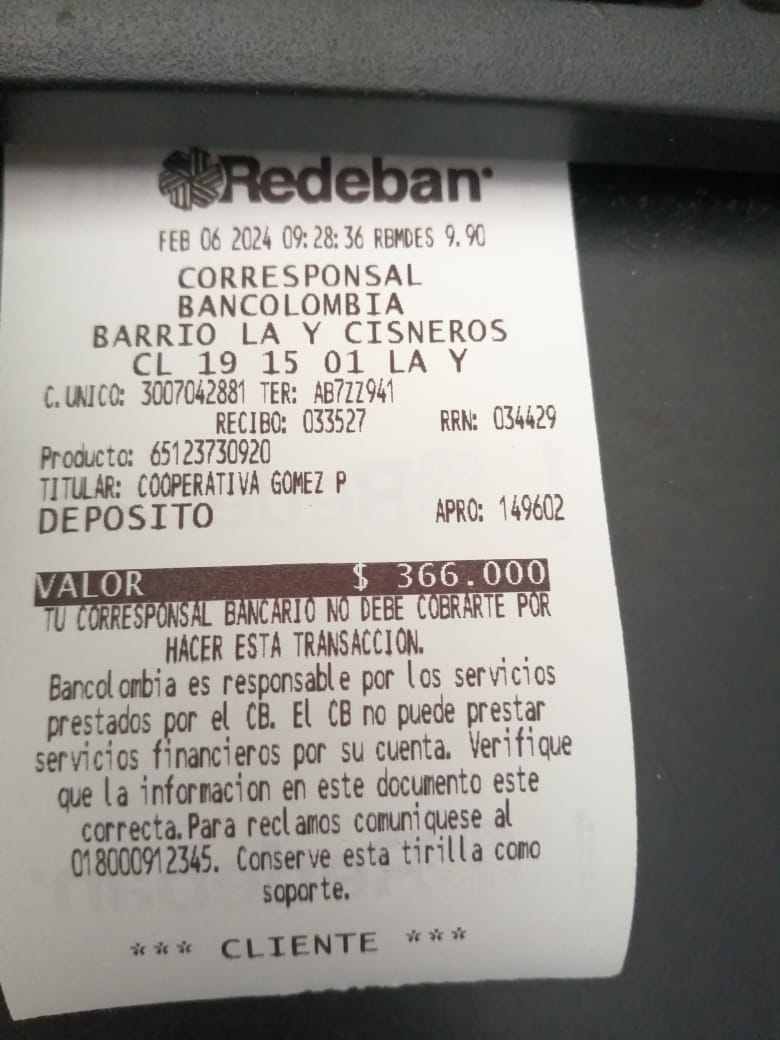 Redeban
FEB 06 2024 09:28:36 RBMDES 9.90
CORRESPONSAL
BANCOLOMBIA
BARRIO LA Y CISNEROS
CL 19 15 01 LA Y
C. UNICO: 3007042881 TER: AB7ZZ941
RECIBO: 033527 RRN: 034429
Producto: 65123730920
TITULAR: COOPERATIVA GOMEZ P
DEPOSITO APRO: 149602
VALOR $ 366.000
TU CORRESPONSAL BANCARIO NO DEBE COBRARTE POR
HACER ESTA TRANSACCION.
Bancolombia es responsable por los servicios
prestados por el CB. El CB no puede prestar
servicios financieros por su cuenta. Verifique
que la informacion en este documento este
correcta. Para reclamos comuniquese al
018000912345. Conserve esta tirilla como
soporte.
*** CLIENTE ***